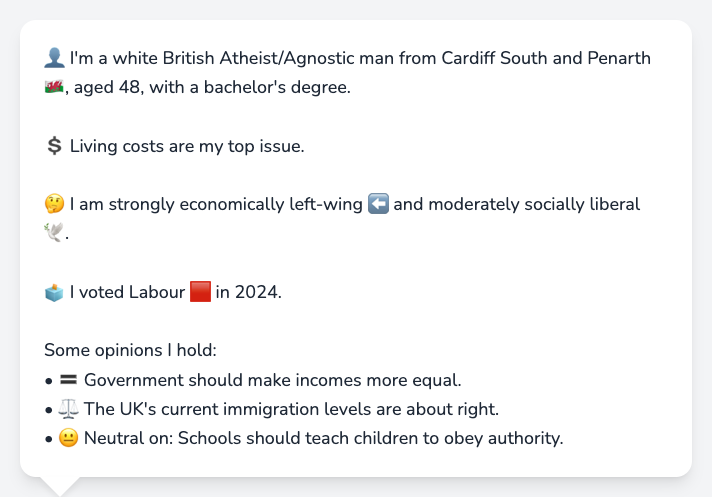 👤 I'm a white British Atheist/Agnostic man from Cardiff South and Penarth
🏴󠁧󠁢󠁷󠁬󠁳󠁿, aged 48, with a bachelor's degree.
💲 Living costs are my top issue.
🤔 I am strongly economically left-wing ⬅️ and moderately socially liberal
🕊️.
🗳️ I voted Labour 🟥 in 2024.
Some opinions I hold:
• 🟰 Government should make incomes more equal.
• ⚖️ The UK's current immigration levels are about right.
• 😐 Neutral on: Schools should teach children to obey authority.